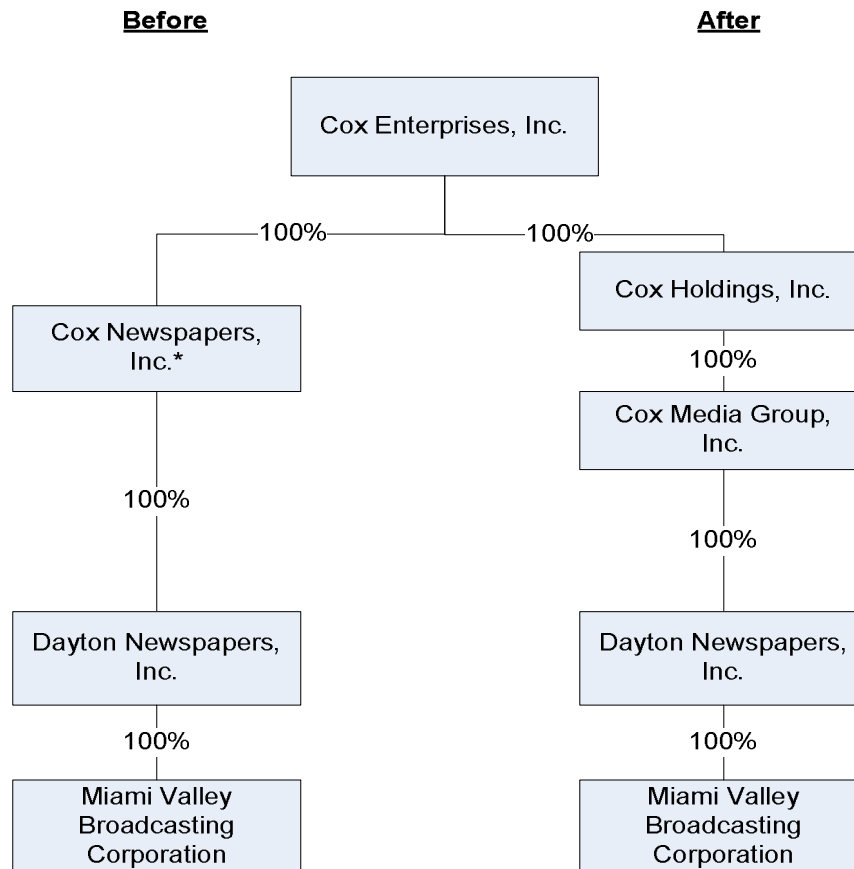 Before
After
Cox Enterprises, Inc.
100%
100%
Cox Holdings, Inc.
Cox Newspapers,
Inc.*
100%
Cox Media Group,
Inc.
100%
100%
Dayton Newspapers,
Inc.
Dayton Newspapers,
Inc.
100%
100%
Miami Valley
Broadcasting
Corporation
Miami Valley
Broadcasting
Corporation